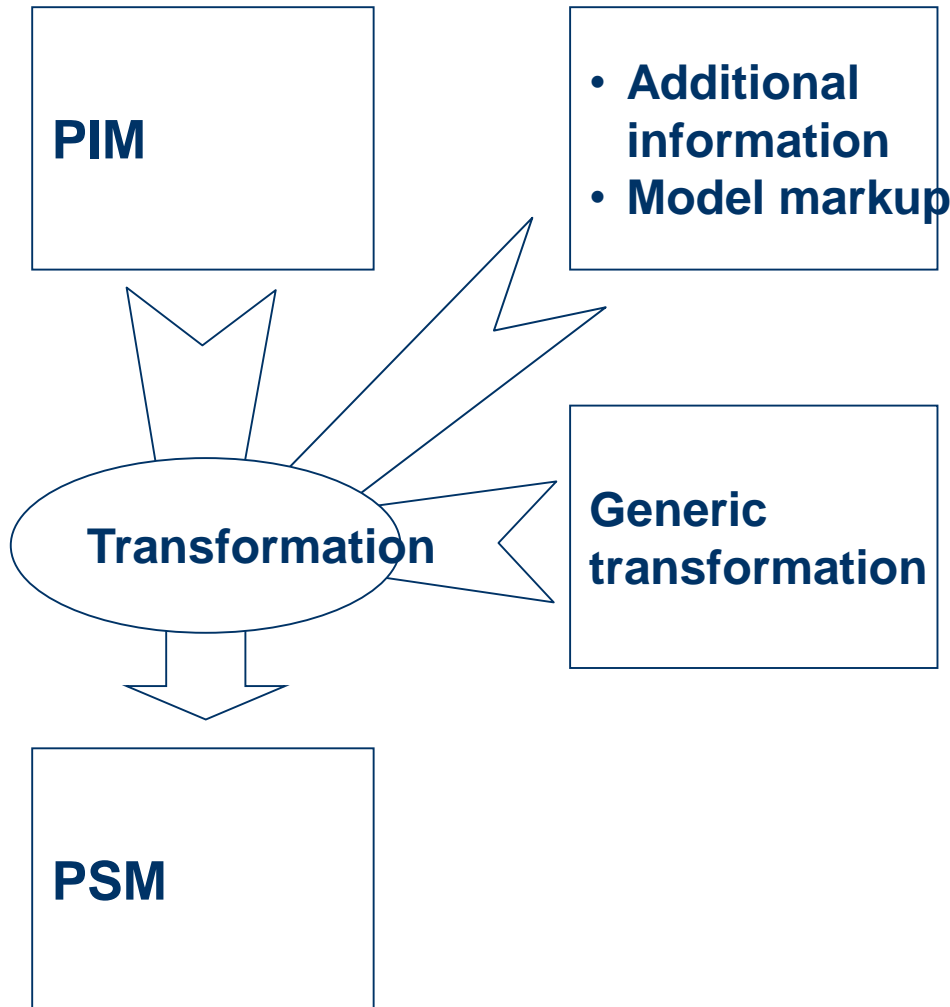 PIM
• Additional
information
• Model markup
Transformation
Generic
transformation
PSM